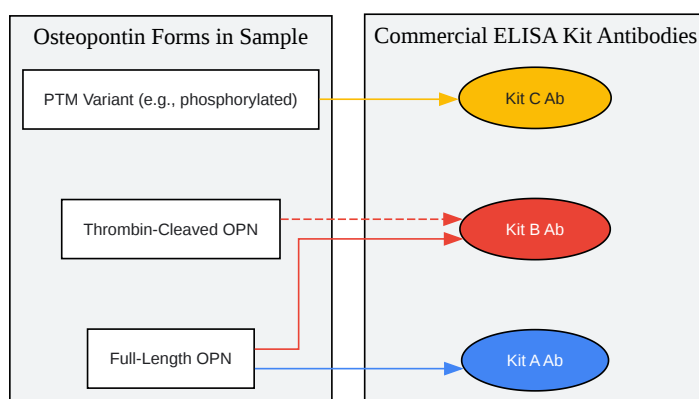 Osteopontin Forms in Sample
Commercial ELISA Kit Antibodies
PTM Variant (e.g., phosphorylated)
Kit C Ab
Thrombin-Cleaved OPN
Kit B Ab
Full-Length OPN
Kit A Ab